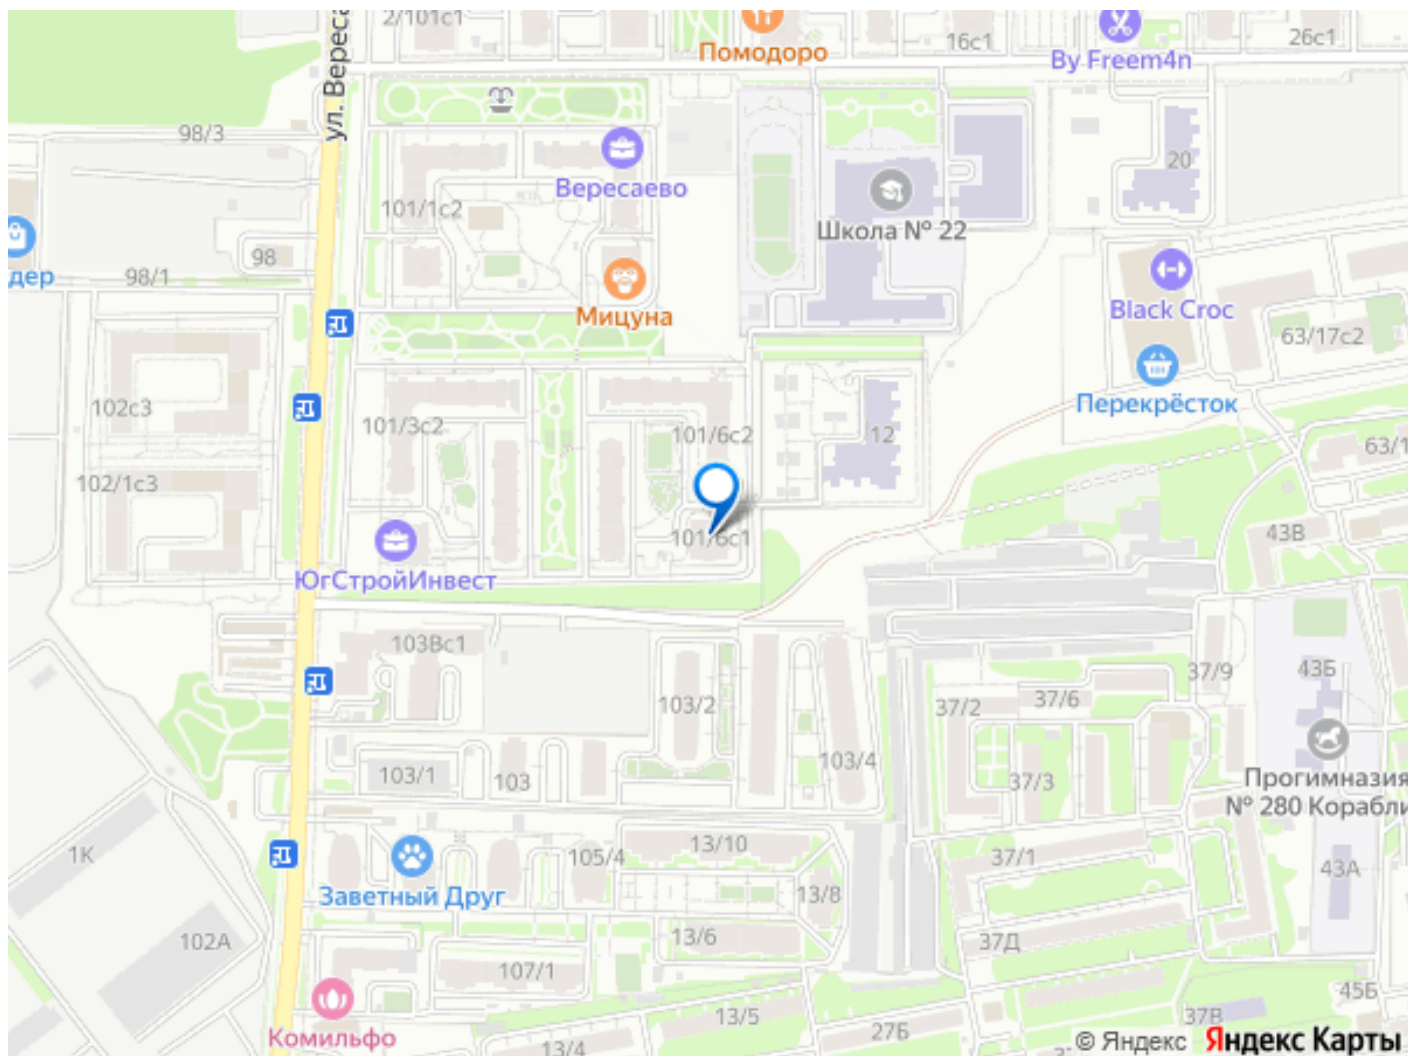 2/101с1
ул. Вереса
Помодоро
16с1
By Freem4n
26с1
98/3
Вересаево
20
101/1с2
Школа № 22
98
дер
98/1
Мицуна
Black Croc
63/17с2
102с3
101/3с2
101/6с2
12
Перекрёсток
63/1
102/1с3
101/6с1
43В
ЮгСтройИнвест
103Вс1
37/9
43Б
103/2
37/2
37/6
103/1
103
103/4
37/3
Прогимназия
№ 280 Корабли
1К
105/4
13/10
37/1
43А
Заветный Друг
13/8
102А
13/6
37Д
107/1
45Б
Комильфо
13/5
27Б
37В
13/4
© Яндекс Яндекс Карты